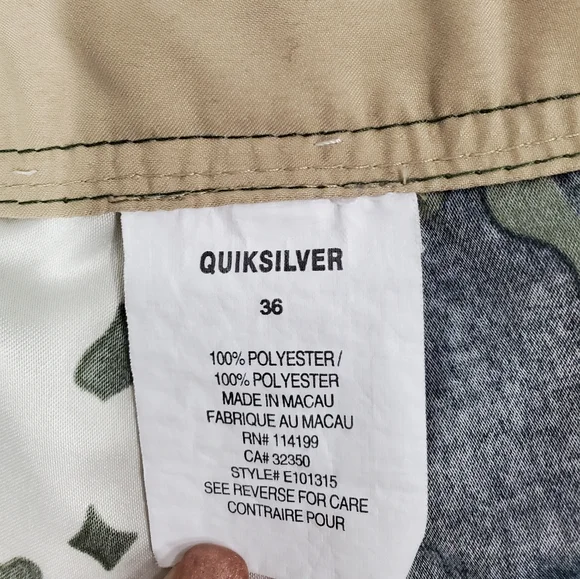 QUIKSILVER
36
100% POLYESTER /
100% POLYESTER
MADE IN MACAU
FABRIQUE AU MACAU
RN# 114199
CA# 32350
STYLE# E101315
SEE REVERSE FOR CARE
CONTRAIRE POUR